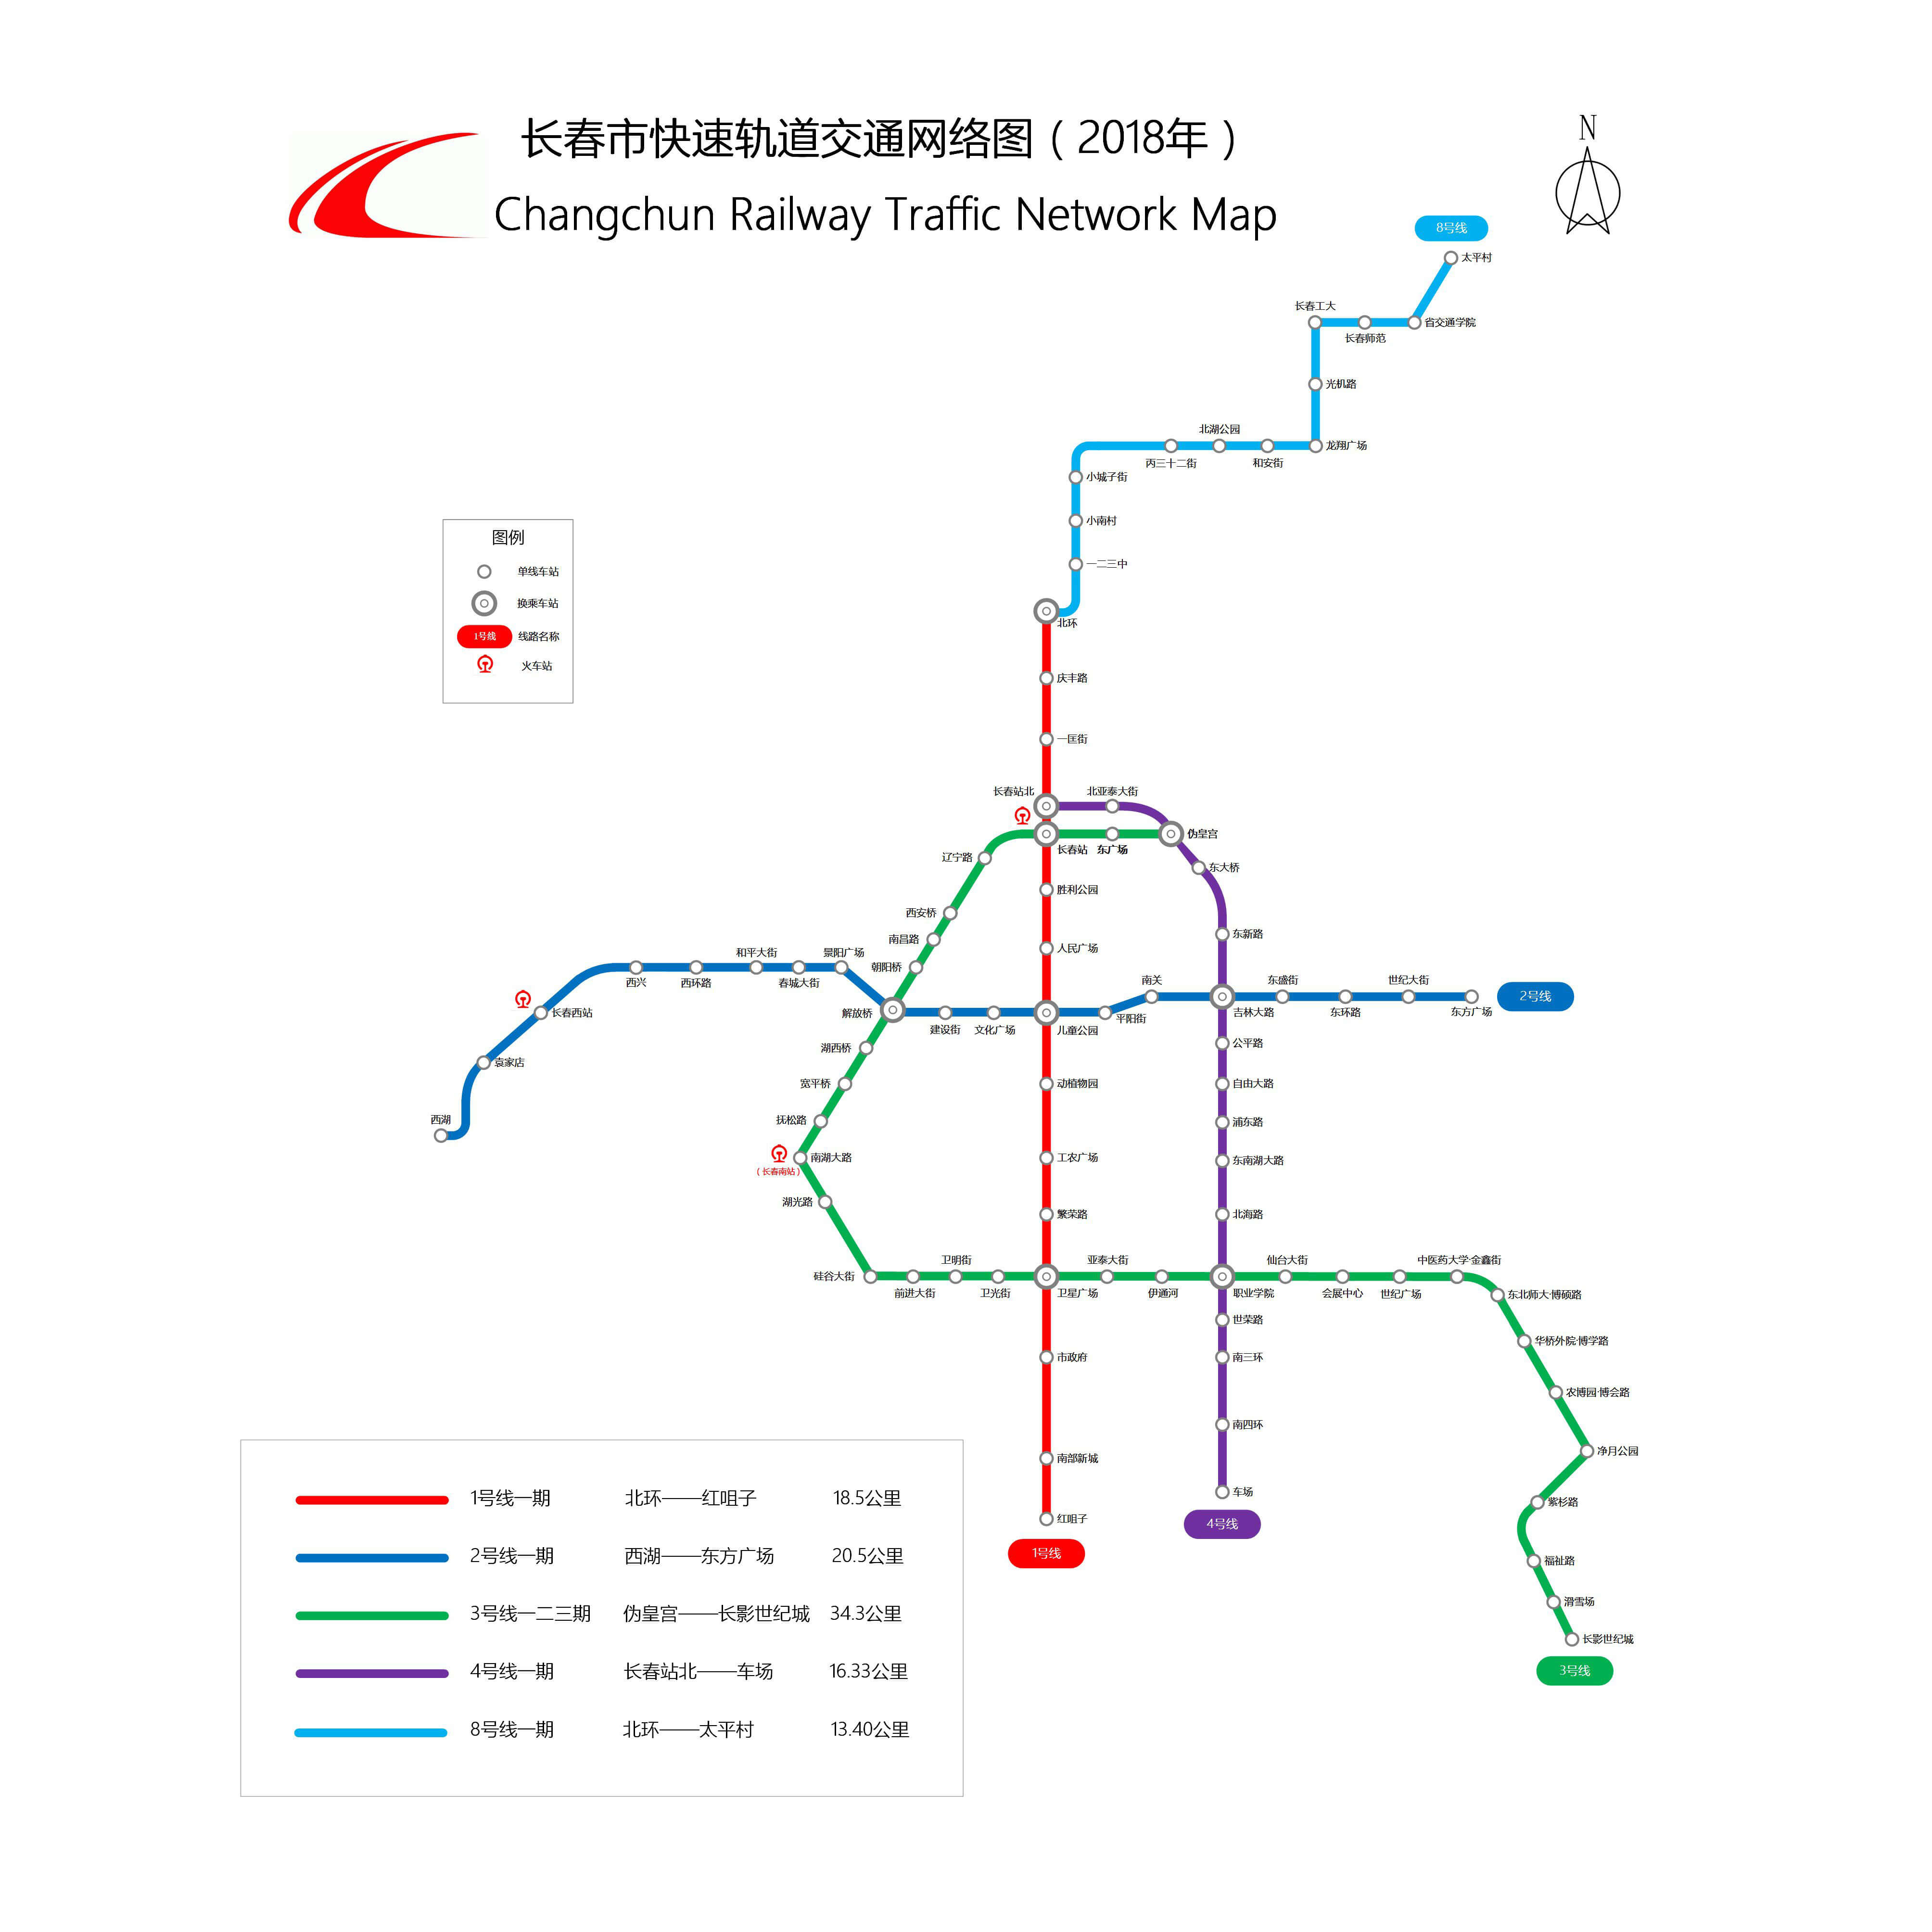 长春市快速轨道交通网络图（2018年）
Changchun Railway Traffic Network Map
N
8号线
太平村
长春工大
省交通学院
长春师范
光机路
北湖公园
龙翔广场
丙三十二街
和安街
小城子街
小南村
一二三中
图例
单线车站
换乘车站
1号线 线路名称
火车站
北环
庆丰路
一匡街
长春站北
北亚泰大街
伪皇宫
长春站
东广场
辽宁路
东大桥
胜利公园
西安桥
南昌路
东新路
人民广场
和平大街
景阳广场
朝阳桥
西兴
西环路
春城大街
南关
东盛街
世纪大街
2号线
长春西站
解放桥
吉林大路
东环路
东方广场
平阳街
建设街
文化广场
儿童公园
湖西桥
公平路
袁家店
宽平桥
动植物园
自由大路
西湖
抚松路
浦东路
南湖大路
（长春南站）
工农广场
东南湖大路
湖光路
繁荣路
北海路
卫明街
亚泰大街
仙台大街
中医药大学·金鑫街
硅谷大街
前进大街
卫光街
卫星广场
伊通河
职业学院
会展中心
世纪广场
东北师大·博硕路
世荣路
华桥外院·博学路
市政府
南三环
农博园·博会路
南四环
净月公园
南部新城
车场
紫杉路
红咀子
4号线
1号线
福祉路
滑雪场
长影世纪城
3号线
1号线一期 北环——红咀子 18.5公里
2号线一期 西湖——东方广场 20.5公里
3号线一二三期 伪皇宫——长影世纪城 34.3公里
4号线一期 长春站北——车场 16.33公里
8号线一期 北环——太平村 13.40公里